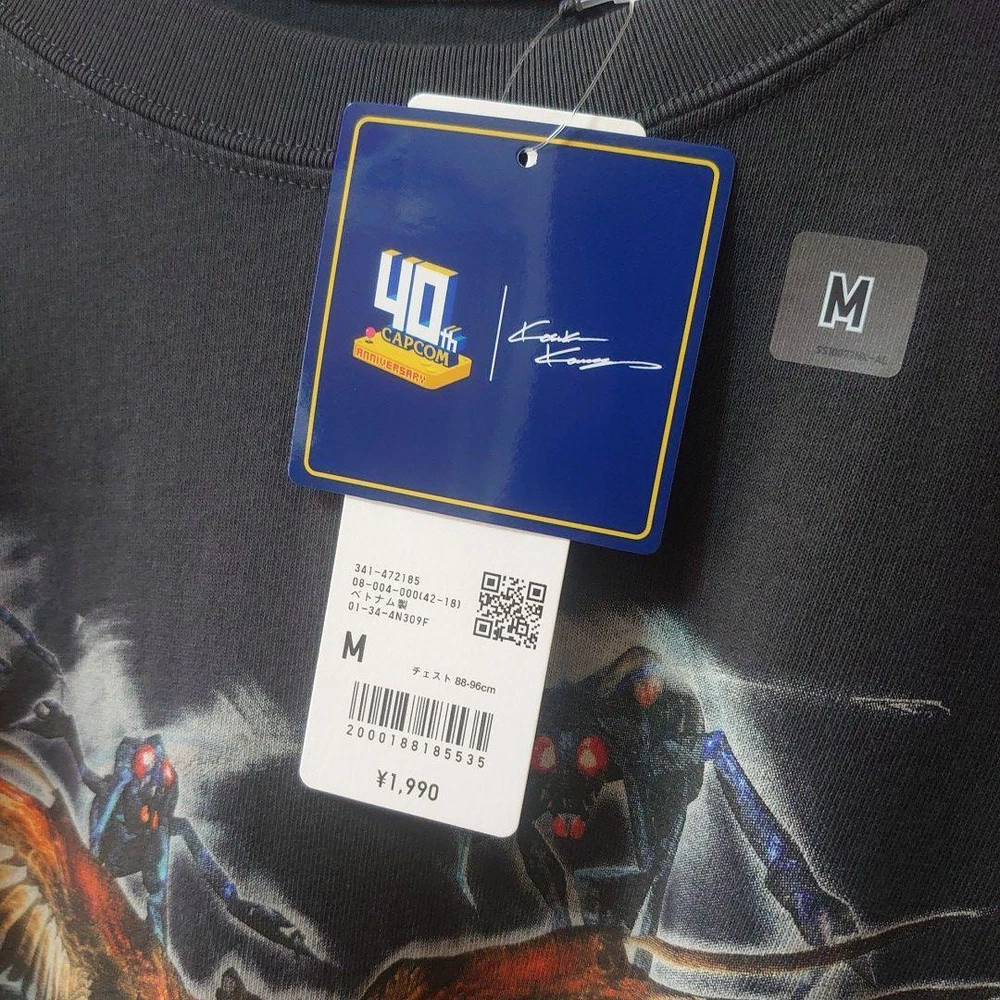 40th
CAPCOM
ANNIVERSARY
M
341-472185
08-004-000(42-18)
ベトナム製
01-34-4N309F
M
チェスト 88-96cm
2000188185535
¥1,990